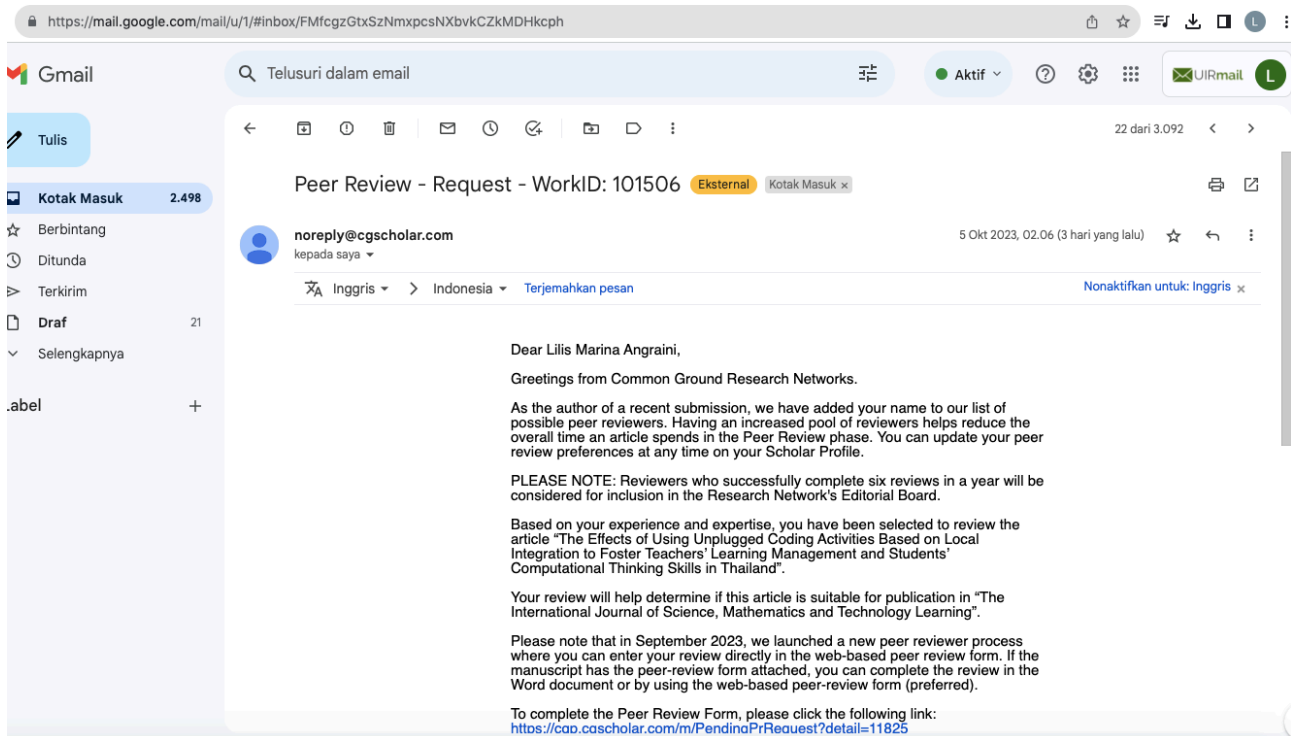 https://mail.google.com/mail/u/1/#inbox/FMfcgzGtxSzNmxpcsNXbvkCZkMDHkcph
L
Gmail
Telusuri dalam email
Aktif
UIRmail
L
Tulis
22 dari 3.092
Peer Review - Request - WorkID: 101506 Eksternal Kotak Masuk ×
Kotak Masuk 2.498
Berbintang
Ditunda
Terkirim
Draf 21
Selengkapnya
Label
noreply@cgscholar.com
5 Okt 2023, 02.06 (3 hari yang lalu)
kepada saya
Inggris > Indonesia Terjemahkan pesan
Nonaktifkan untuk: Inggris ×
Dear Lilis Marina Angraini,
Greetings from Common Ground Research Networks.
As the author of a recent submission, we have added your name to our list of
possible peer reviewers. Having an increased pool of reviewers helps reduce the
overall time an article spends in the Peer Review phase. You can update your peer
review preferences at any time on your Scholar Profile.
PLEASE NOTE: Reviewers who successfully complete six reviews in a year will be
considered for inclusion in the Research Network's Editorial Board.
Based on your experience and expertise, you have been selected to review the
article “The Effects of Using Unplugged Coding Activities Based on Local
Integration to Foster Teachers’ Learning Management and Students’
Computational Thinking Skills in Thailand”.
Your review will help determine if this article is suitable for publication in “The
International Journal of Science, Mathematics and Technology Learning”.
Please note that in September 2023, we launched a new peer reviewer process
where you can enter your review directly in the web-based peer review form. If the
manuscript has the peer-review form attached, you can complete the review in the
Word document or by using the web-based peer-review form (preferred).
To complete the Peer Review Form, please click the following link:
https://cgp.cgscholar.com/m/PendingPrRequest?detail=11825